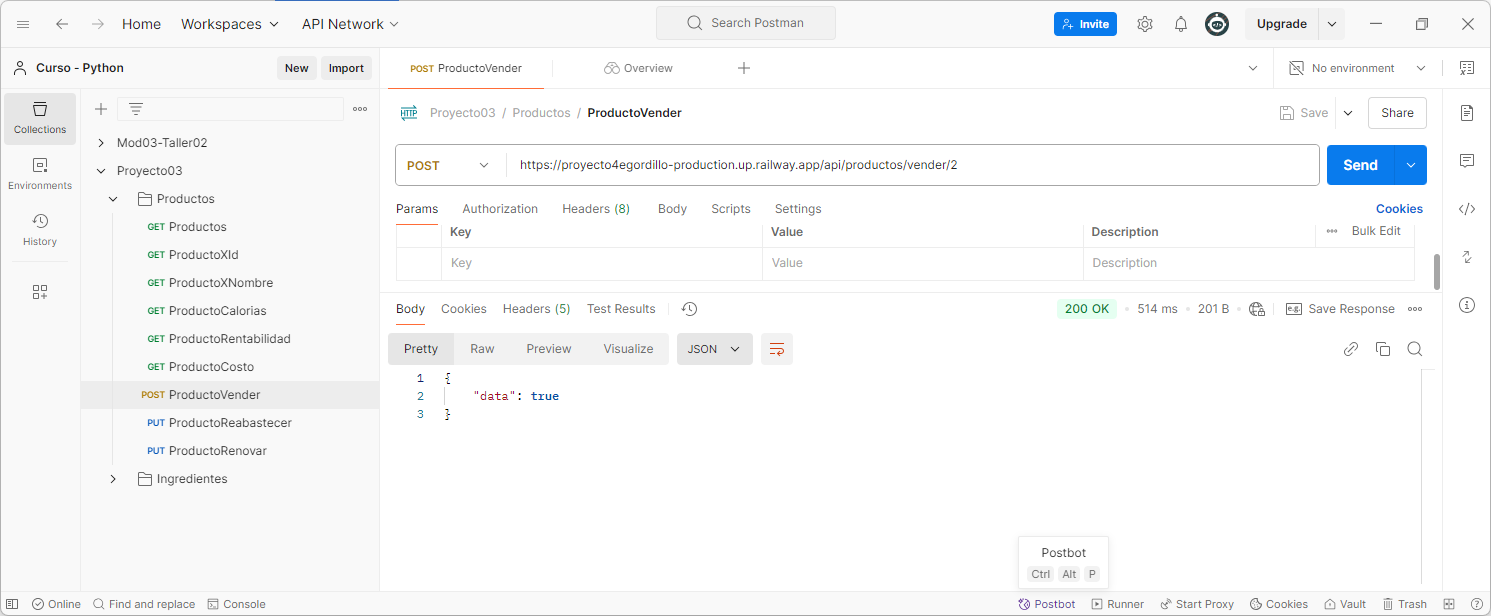 Home Workspaces API Network Search Postman Invite Upgrade
Curso - Python New Import
POST ProductoVender Overview No environment
Collections
Environments
History
Mod03-Taller02
Proyecto03
Productos
GET Productos
GET ProductoXId
GET ProductoXNombre
GET ProductoCalorias
GET ProductoRentabilidad
GET ProductoCosto
POST ProductoVender
PUT ProductoReabastecer
PUT ProductoRenovar
Ingredientes
HTTP Proyecto03 / Productos / ProductoVender Save Share
POST https://proyecto4egordillo-production.up.railway.app/api/productos/vender/2 Send
Params Authorization Headers (8) Body Scripts Settings Cookies
Key Value Description Bulk Edit
Key Value Description
Body Cookies Headers (5) Test Results 200 OK • 514 ms • 201 B • e.g. Save Response
Pretty Raw Preview Visualize JSON
1 {
2 "data": true
3 }
Postbot
Ctrl Alt P
Online Find and replace Console Postbot Runner Start Proxy Cookies Vault Trash